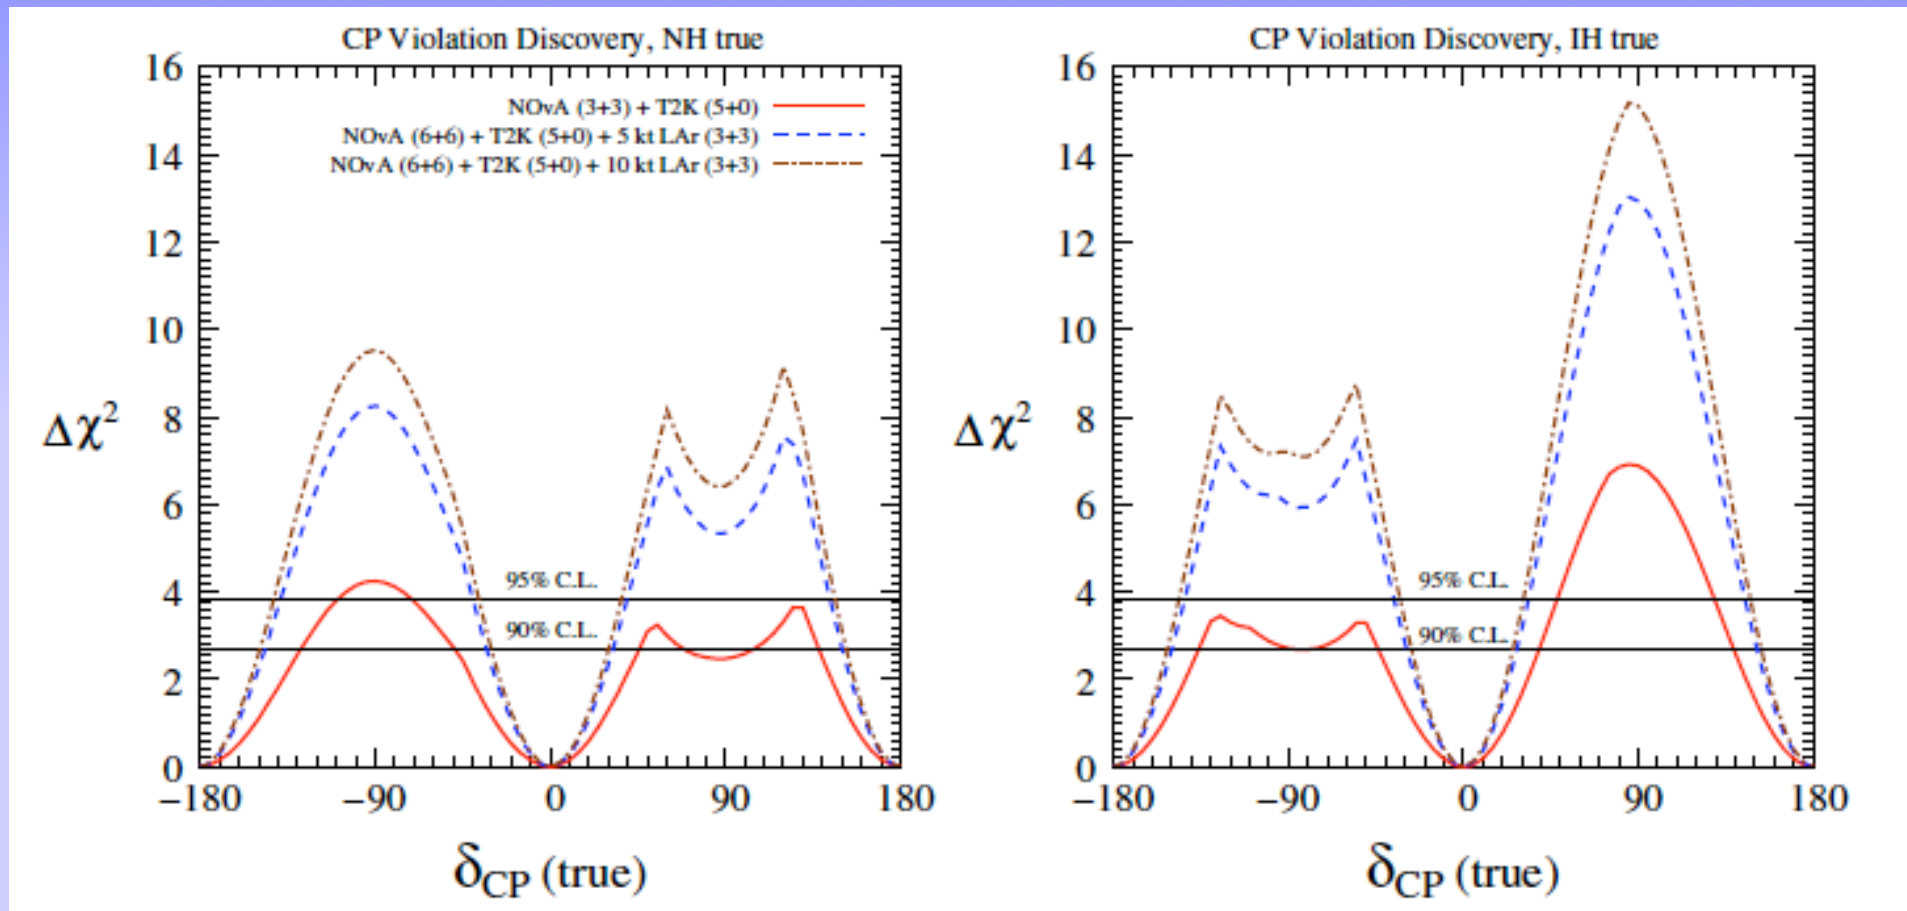 CP Violation Discovery, NH true
16
14
12
10
8
6
4
2
0
Δχ²
NOvA (3+3) + T2K (5+0)
NOvA (6+6) + T2K (5+0) + 5 kt LAr (3+3)
NOvA (6+6) + T2K (5+0) + 10 kt LAr (3+3)
95% C.L.
90% C.L.
−180 −90 0 90 180
δCP (true)
CP Violation Discovery, IH true
16
14
12
10
8
6
4
2
0
Δχ²
95% C.L.
90% C.L.
−180 −90 0 90 180
δCP (true)